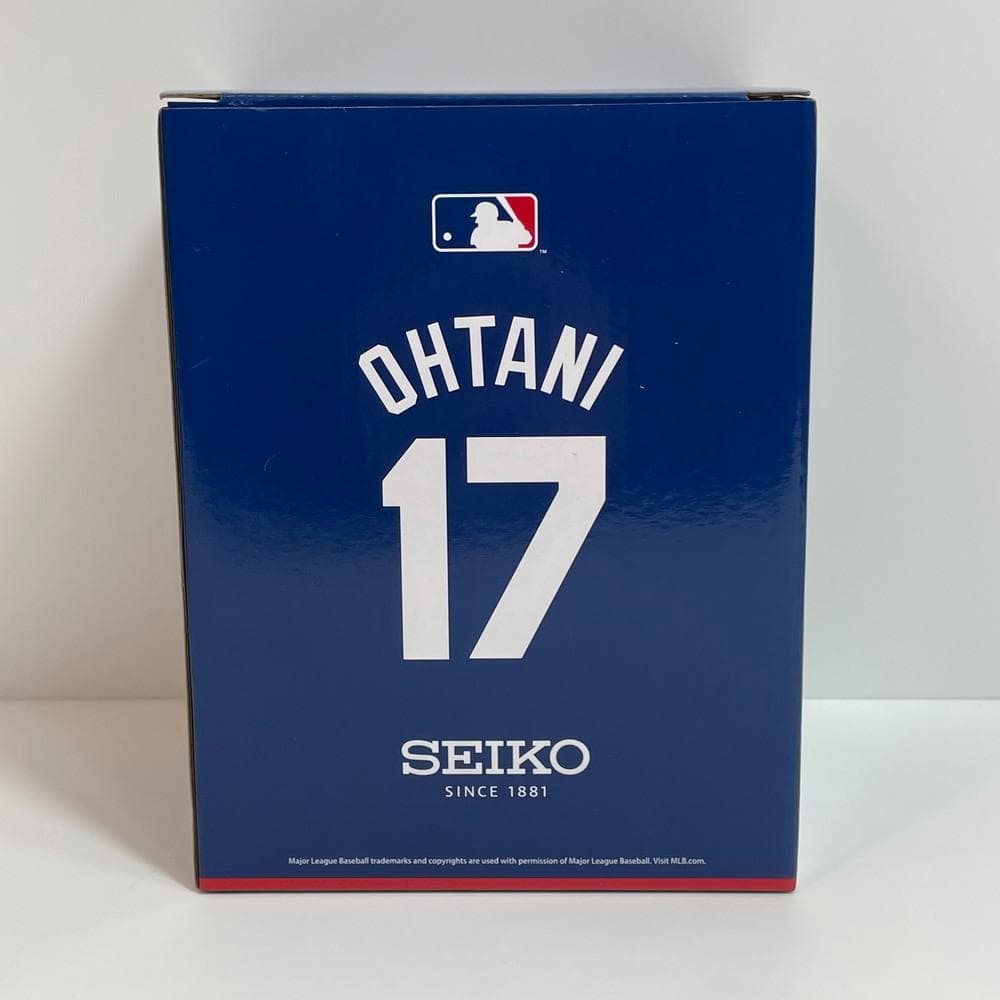 TM
OHTANI
17
SEIKO
SINCE 1881
Major League Baseball trademarks and copyrights are used with permission of Major League Baseball. Visit MLB.com.